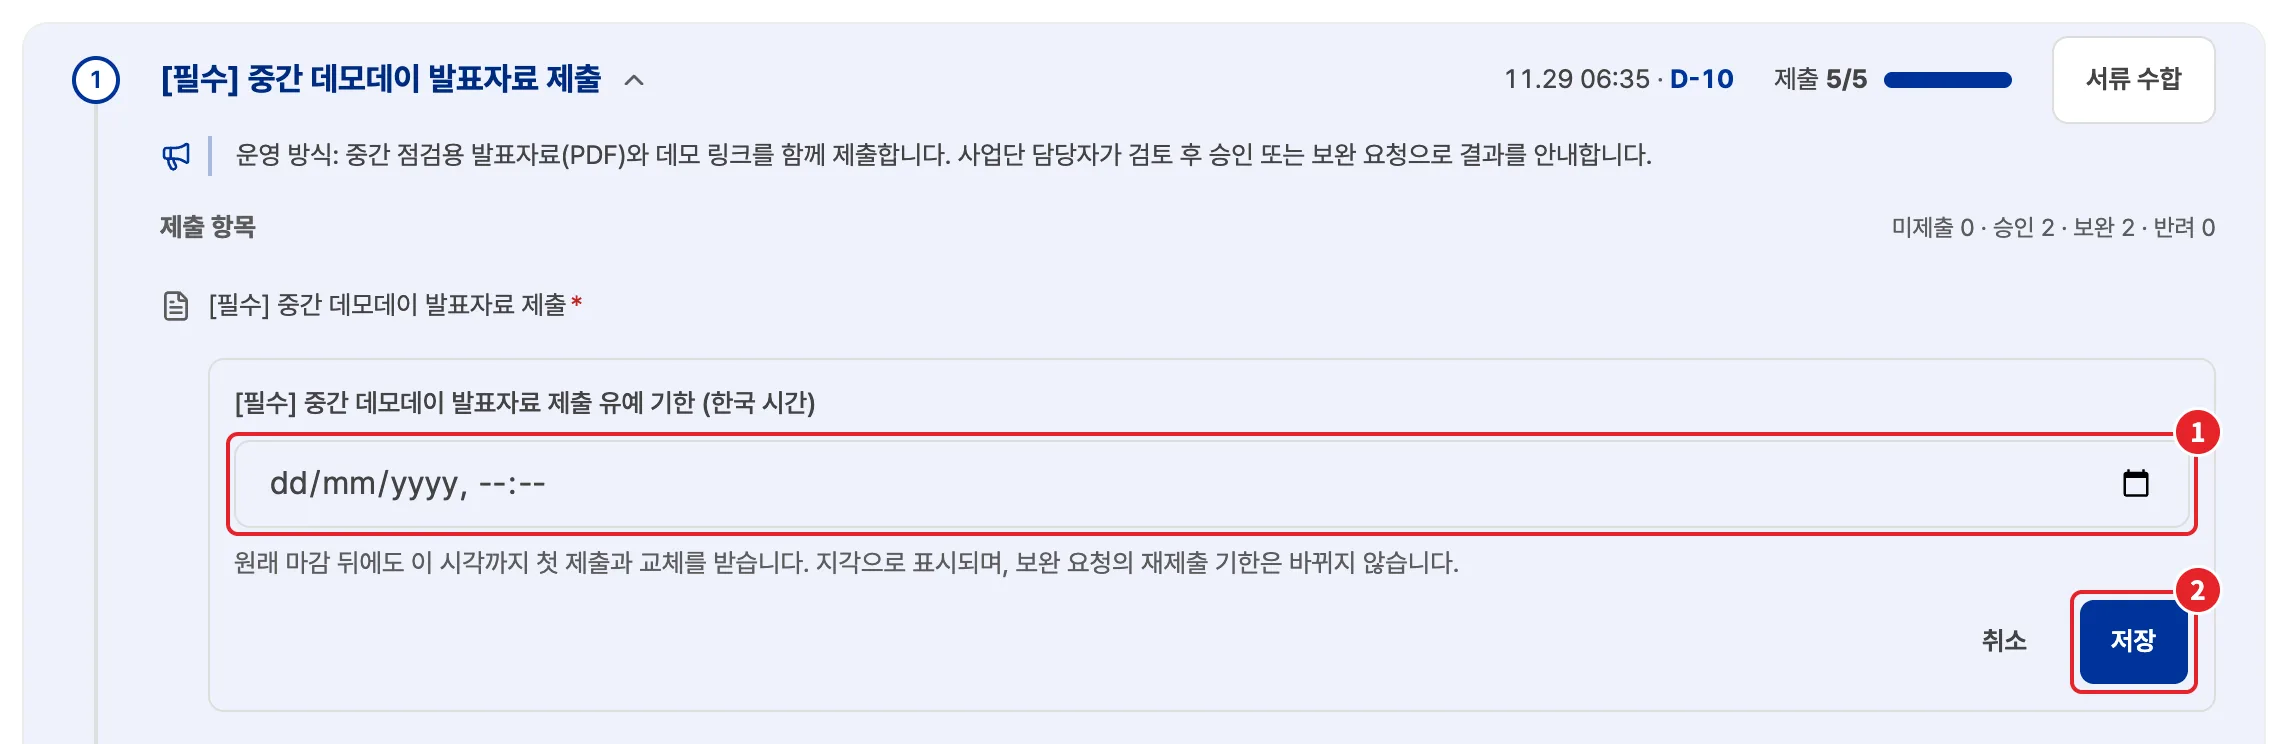 1
[필수] 중간 데모데이 발표자료 제출
11.29 06:35 · D-10
제출 5/5
서류 수합
운영 방식: 중간 점검용 발표자료(PDF)와 데모 링크를 함께 제출합니다. 사업단 담당자가 검토 후 승인 또는 보완 요청으로 결과를 안내합니다.
제출 항목
미제출 0 · 승인 2 · 보완 2 · 반려 0
[필수] 중간 데모데이 발표자료 제출*
[필수] 중간 데모데이 발표자료 제출 유예 기한 (한국 시간)
1
dd/mm/yyyy, --:--
원래 마감 뒤에도 이 시각까지 첫 제출과 교체를 받습니다. 지각으로 표시되며, 보완 요청의 재제출 기한은 바뀌지 않습니다.
2
취소
저장